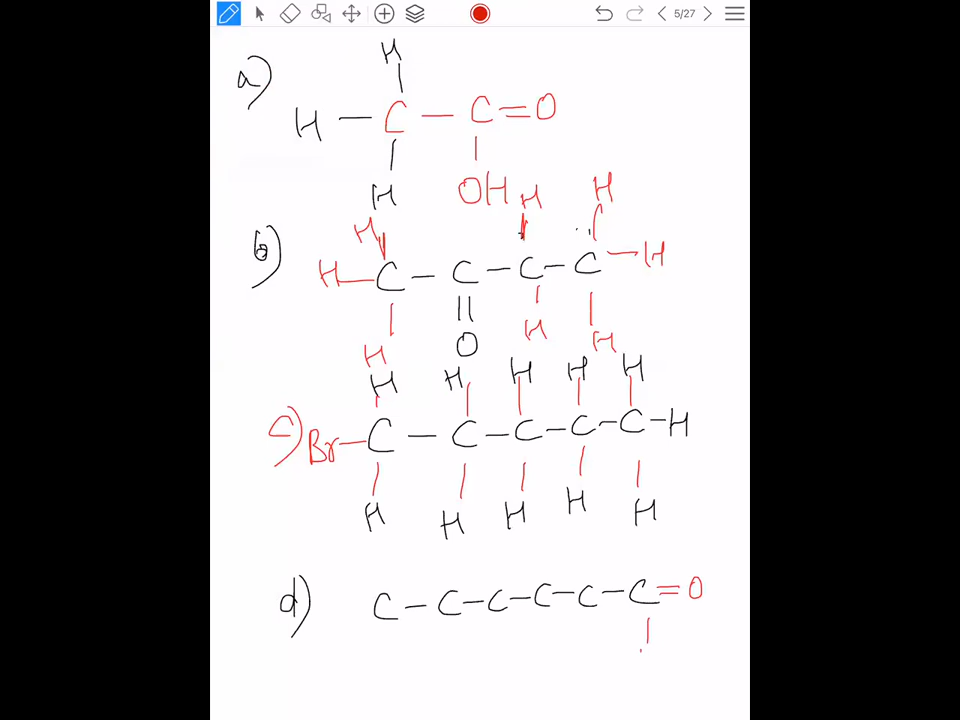 5/27
H
a)
H — C — C = O
H OH
H H H
b)
H — C — C — C — C — H
H O H H
H H H H H
c) Br — C — C — C — C — C — H
H H H H H
d) C — C — C — C — C — C = O